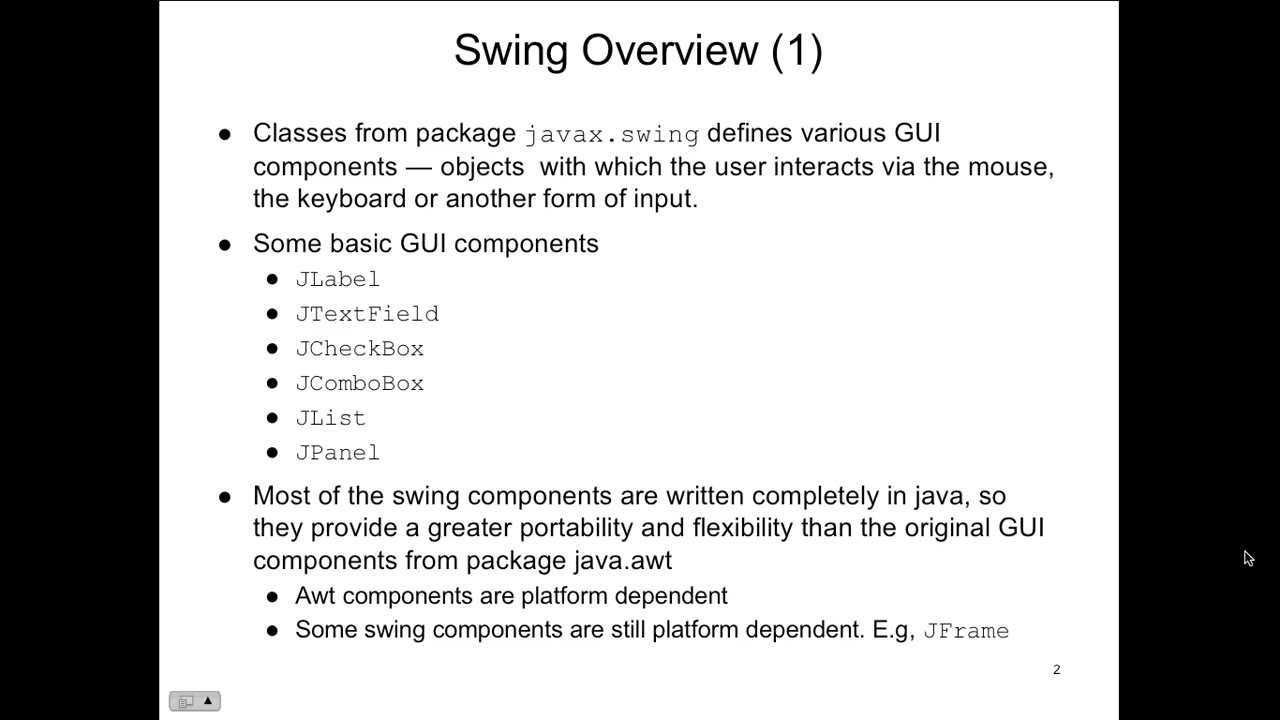 Swing Overview (1)
● Classes from package javax.swing defines various GUI
components — objects with which the user interacts via the mouse,
the keyboard or another form of input.
● Some basic GUI components
● JLabel
● JTextField
● JCheckBox
● JComboBox
● JList
● JPanel
● Most of the swing components are written completely in java, so
they provide a greater portability and flexibility than the original GUI
components from package java.awt
● Awt components are platform dependent
● Some swing components are still platform dependent. E.g, JFrame
2